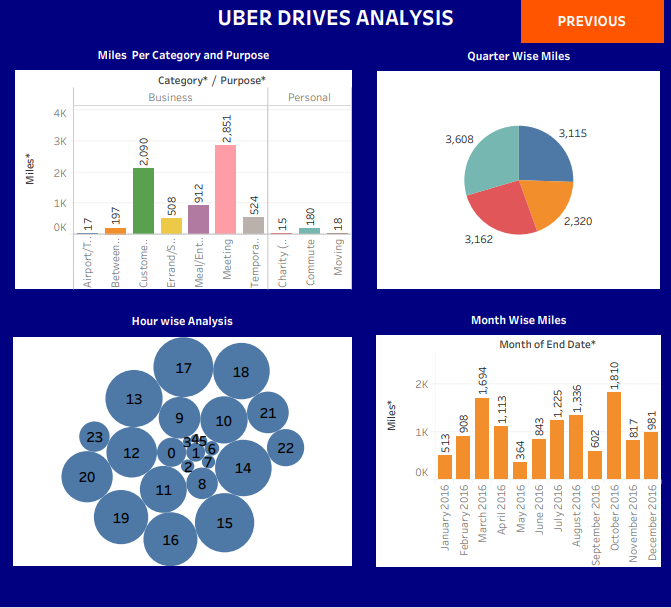 UBER DRIVES ANALYSIS
PREVIOUS
Miles Per Category and Purpose
Category* / Purpose*
Business
Personal
Miles*
4K
3K
2K
1K
0K
17
197
2,090
508
912
2,851
524
15
180
18
Airport/T..
Between..
Custome..
Errand/S..
Meal/Ent..
Meeting
Tempora..
Charity (..
Commute
Moving
Quarter Wise Miles
3,608
3,115
2,320
3,162
Hour wise Analysis
17
18
13
9
10
21
23
12
0
3
4
5
1
6
7
2
14
22
20
11
8
19
16
15
Month Wise Miles
Month of End Date*
Miles*
2K
1K
0K
513
908
1,694
1,113
364
843
1,225
1,336
602
1,810
817
981
January 2016
February 2016
March 2016
April 2016
May 2016
June 2016
July 2016
August 2016
September 2016
October 2016
November 2016
December 2016